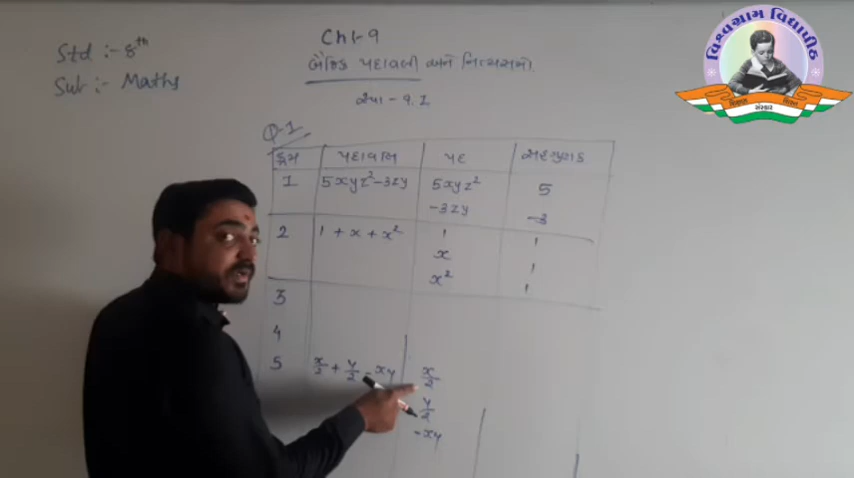 Std :- 8th
Sub :- Maths
Ch-9
બૈજિક પદાવલી અને નિત્યસમો
સ્વા - 9.1
Q-1
ક્રમ પદાવલિ પદ સહગુણક
1 5xyz²-3zy 5xyz² 5
-3zy -3
2 1 + x + x² 1 1
x 1
x² 1
3
4
5 x/2 + y/2 - xy x/2
y/2
-xy
વિશ્વગ્રામ વિદ્યાપીઠ
શિક્ષણ સંસ્કાર